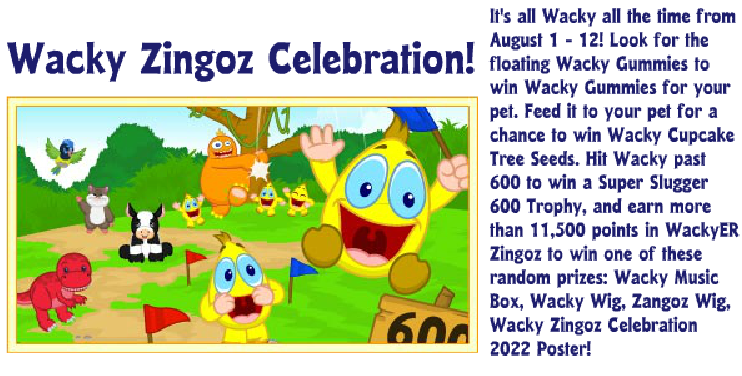 Wacky Zingoz Celebration!
It's all Wacky all the time from
August 1 - 12! Look for the
floating Wacky Gummies to
win Wacky Gummies for your
pet. Feed it to your pet for a
chance to win Wacky Cupcake
Tree Seeds. Hit Wacky past
600 to win a Super Slugger
600 Trophy, and earn more
than 11,500 points in WackyER
Zingoz to win one of these
random prizes: Wacky Music
Box, Wacky Wig, Zangoz Wig,
Wacky Zingoz Celebration
2022 Poster!
600